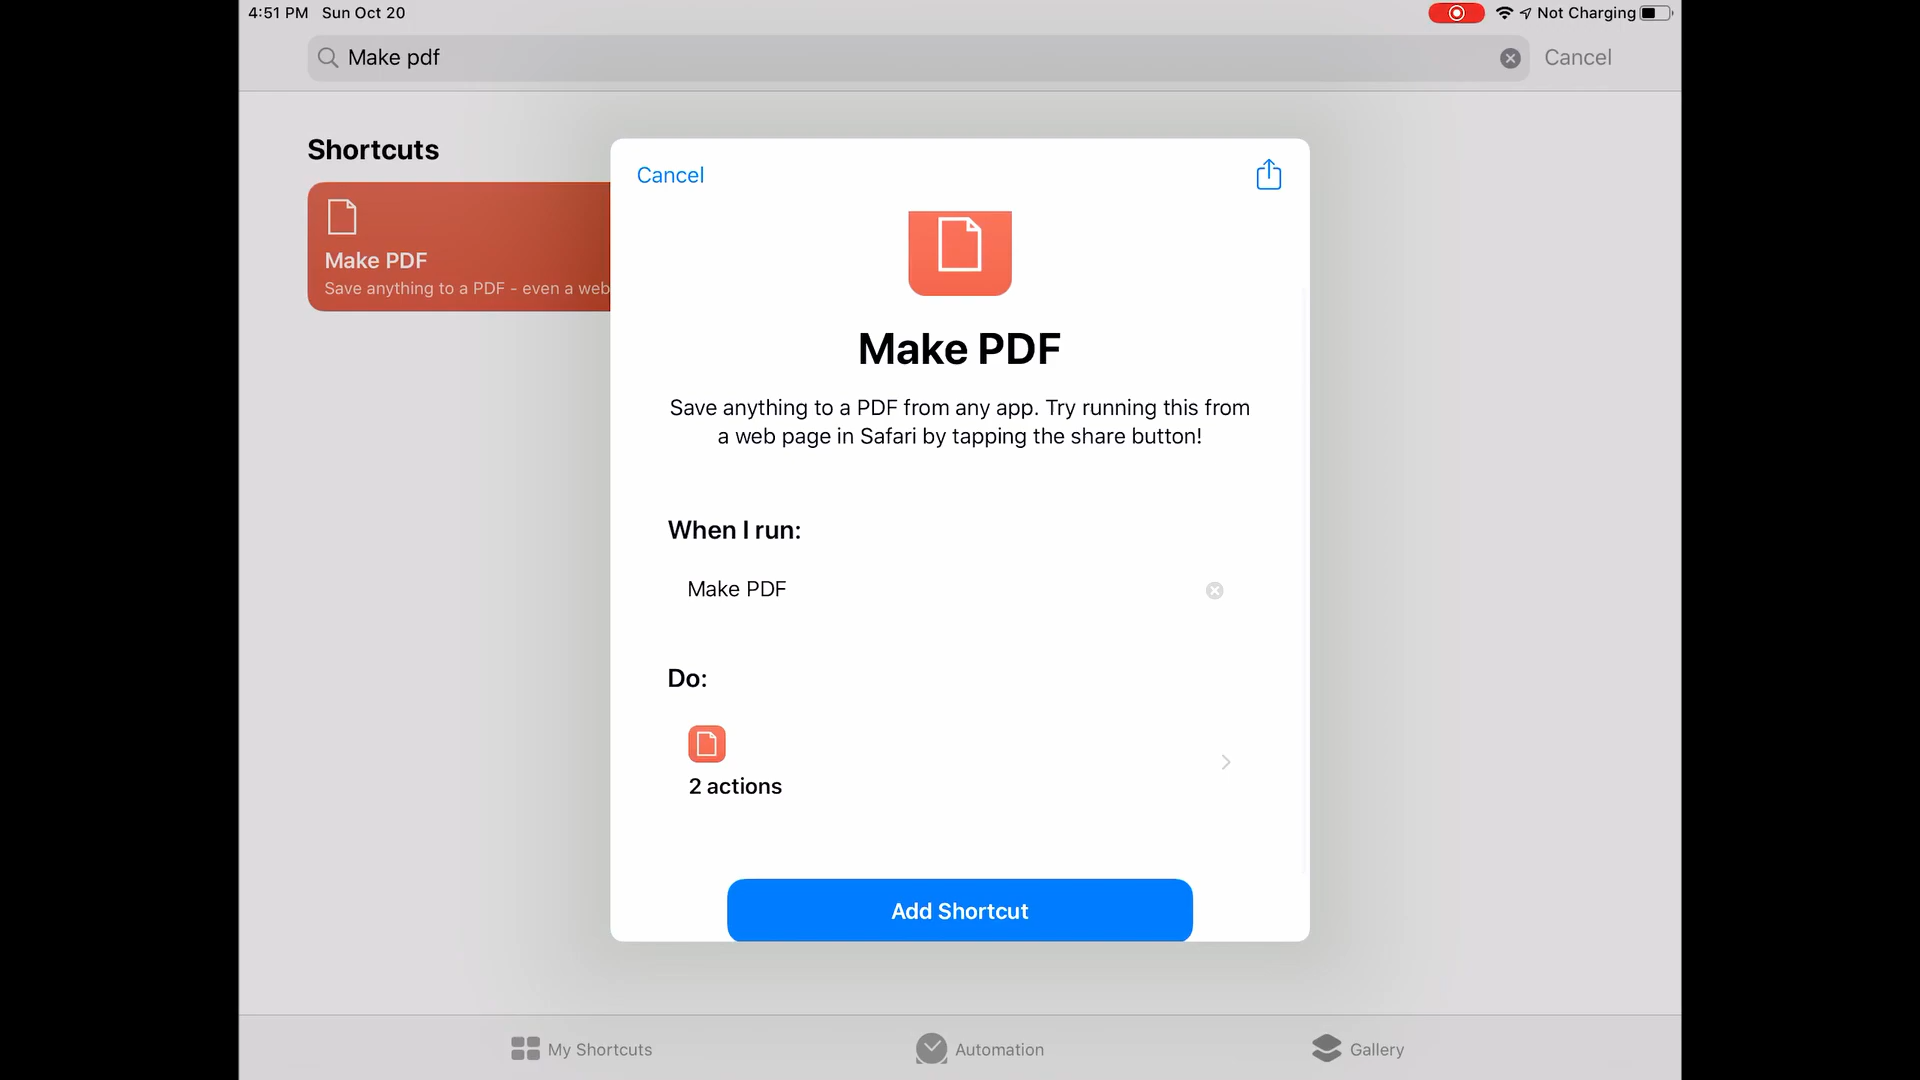 4:51 PM Sun Oct 20
Not Charging
Make pdf
Cancel
Shortcuts
Make PDF
Save anything to a PDF - even a web
Cancel
Make PDF
Save anything to a PDF from any app. Try running this from
a web page in Safari by tapping the share button!
When I run:
Make PDF
Do:
2 actions
Add Shortcut
My Shortcuts
Automation
Gallery